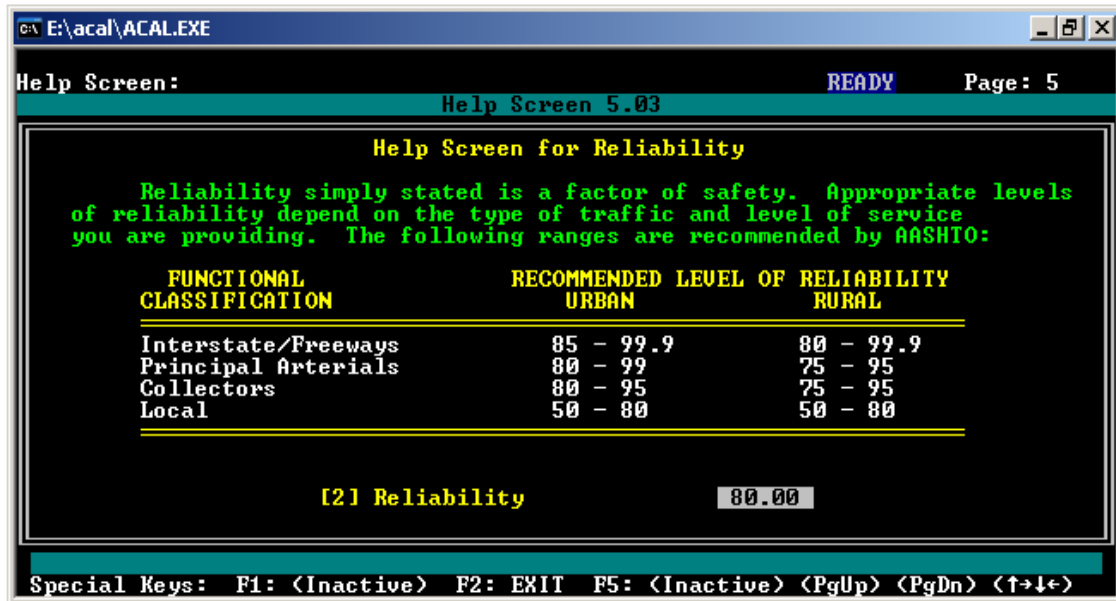 E:\acal\ACAL.EXE
Help Screen: READY Page: 5
Help Screen 5.03
Help Screen for Reliability
Reliability simply stated is a factor of safety. Appropriate levels
of reliability depend on the type of traffic and level of service
you are providing. The following ranges are recommended by AASHTO:
FUNCTIONAL RECOMMENDED LEVEL OF RELIABILITY
CLASSIFICATION URBAN RURAL
Interstate/Freeways 85 - 99.9 80 - 99.9
Principal Arterials 80 - 99 75 - 95
Collectors 80 - 95 75 - 95
Local 50 - 80 50 - 80
[2] Reliability 80.00
Special Keys: F1: (Inactive) F2: EXIT F5: (Inactive) (PgUp) (PgDn) (↑→↓←)